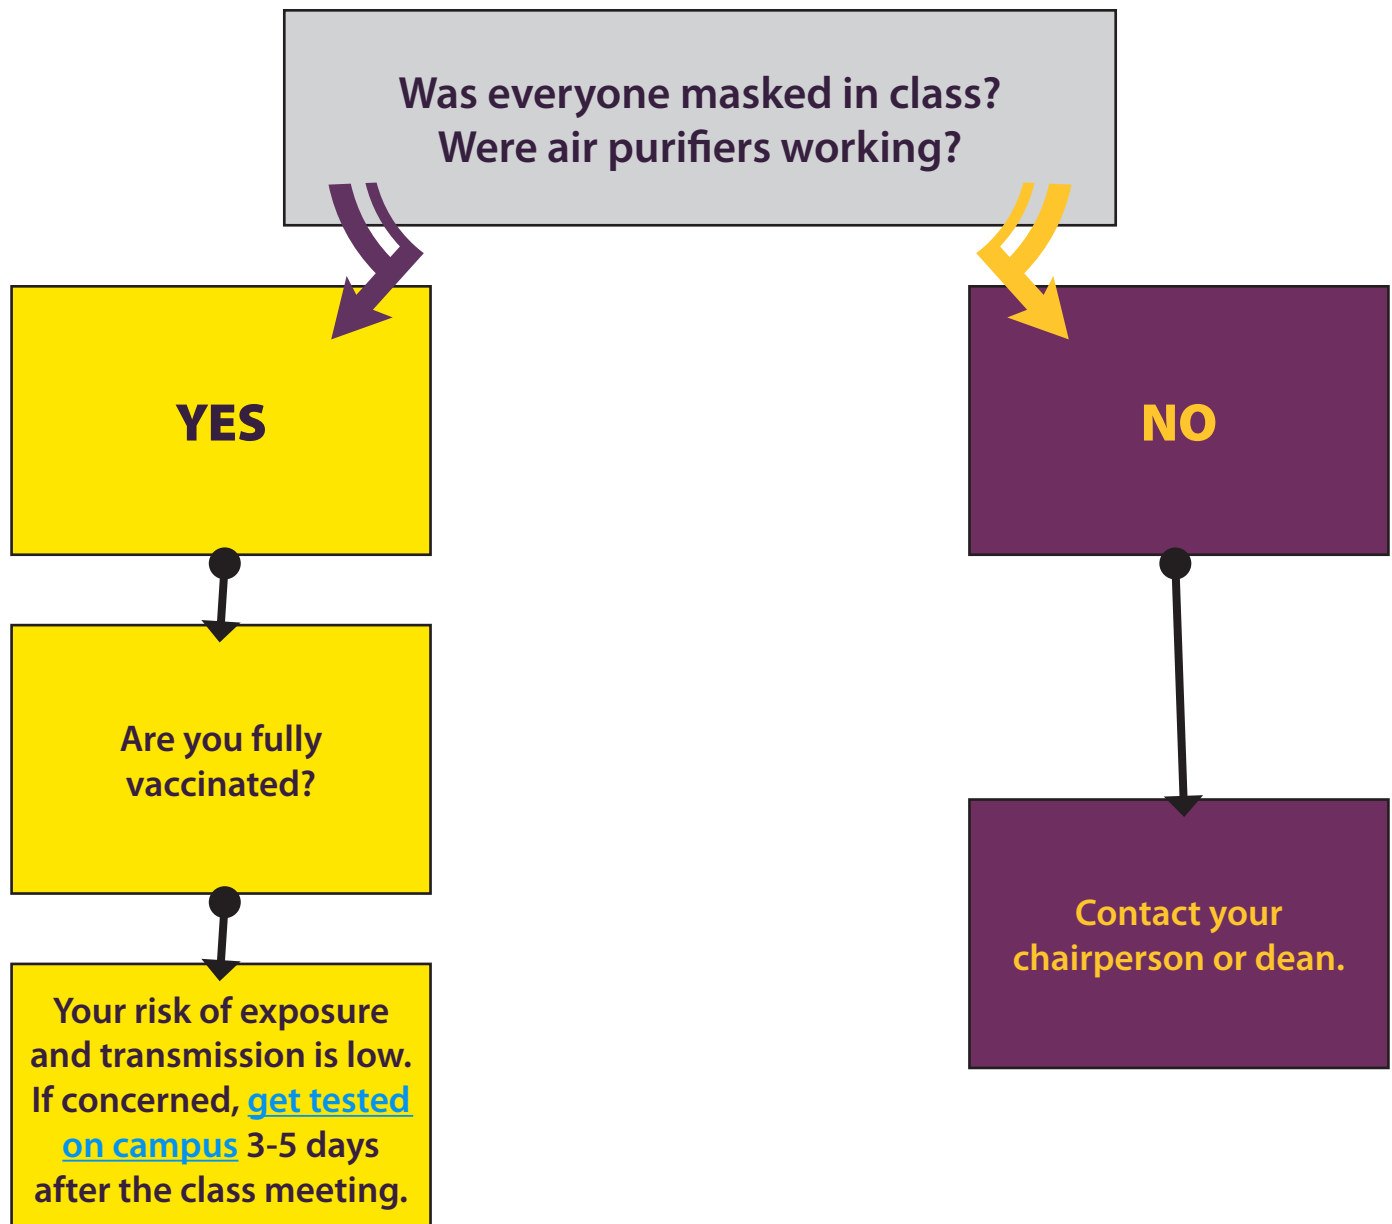 Was everyone masked in class?
Were air purifiers working?
YES
NO
Are you fully
vaccinated?
Contact your
chairperson or dean.
Your risk of exposure
and transmission is low.
If concerned, get tested
on campus 3-5 days
after the class meeting.